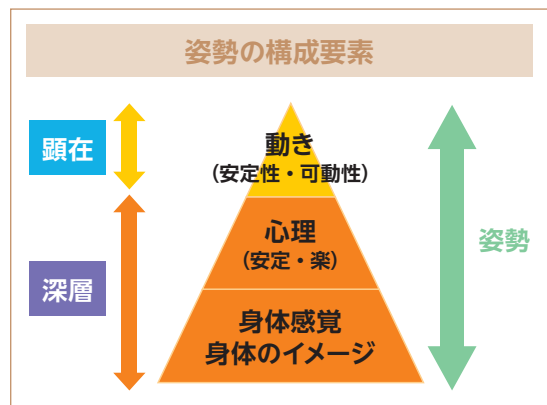 姿勢の構成要素
顕在
動き
（安定性・可動性）
心理
（安定・楽）
姿勢
深層
身体感覚
身体のイメージ